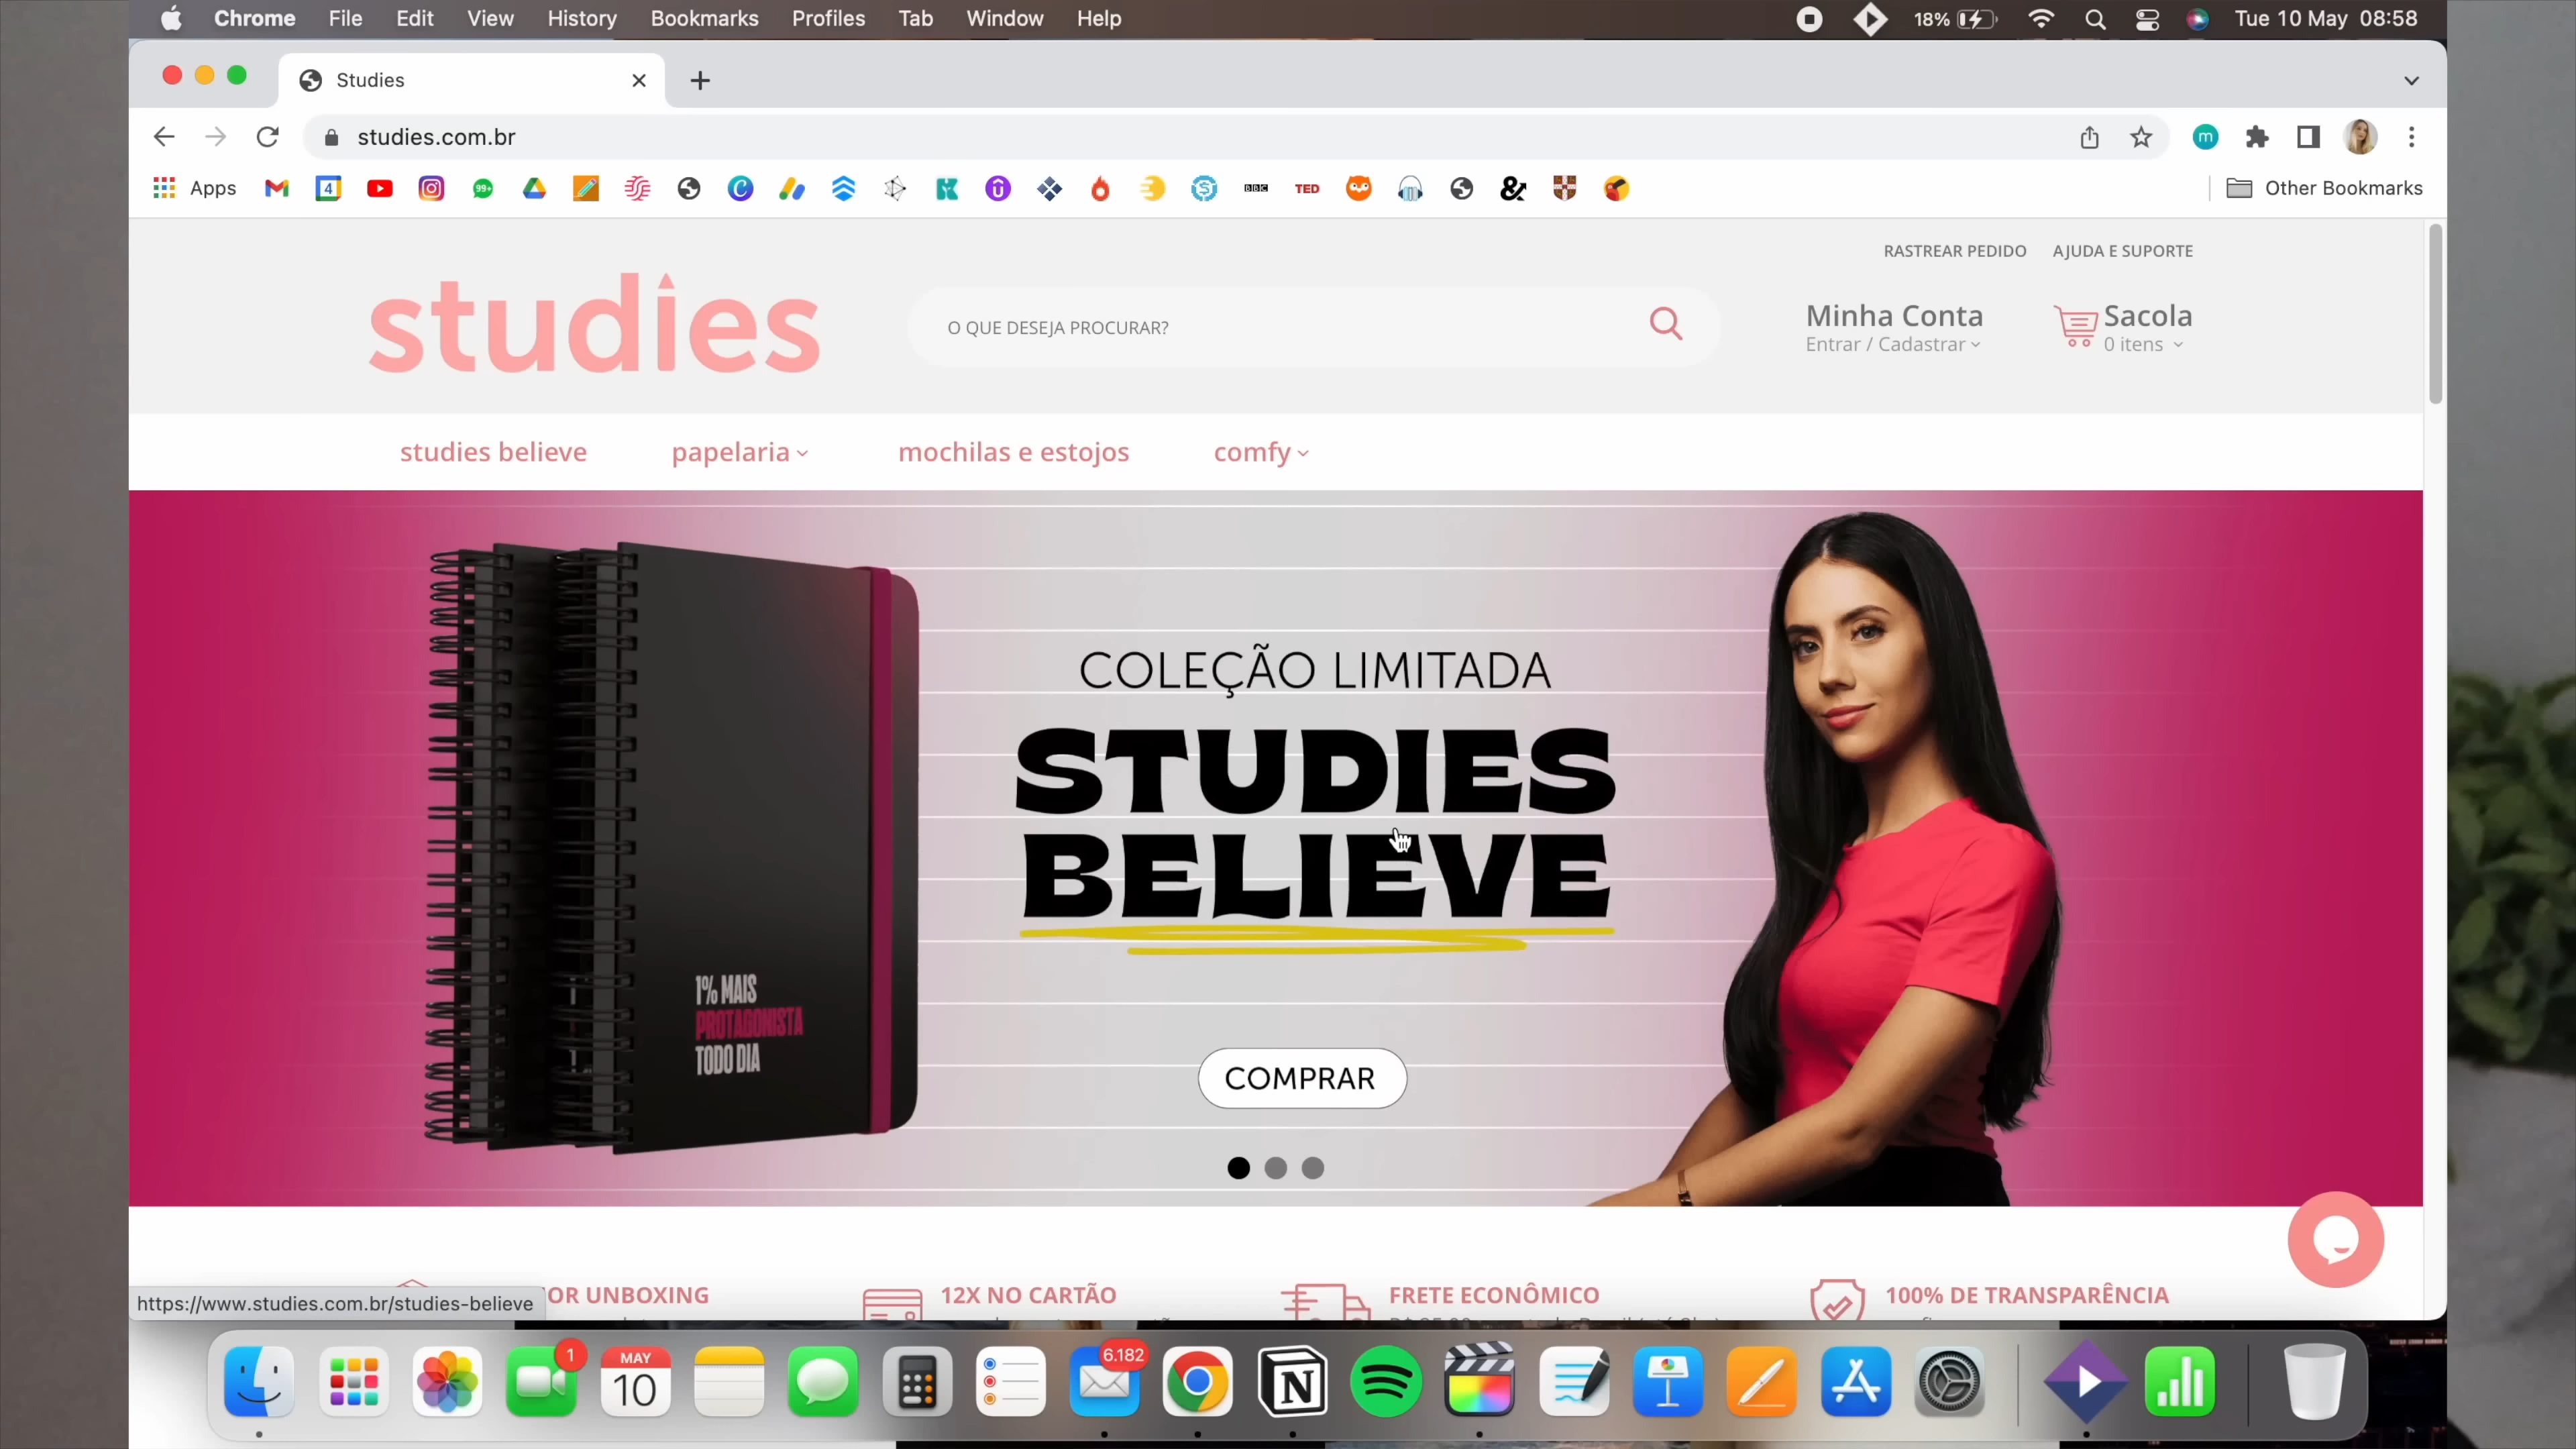 Chrome File Edit View History Bookmarks Profiles Tab Window Help 18% Tue 10 May 08:58
Studies
studies.com.br
m
Apps 4 99+ BBC TED Other Bookmarks
RASTREAR PEDIDO AJUDA E SUPORTE
studies
O QUE DESEJA PROCURAR?
Minha Conta
Entrar / Cadastrar
Sacola
0 itens
studies believe papelaria mochilas e estojos comfy
COLEÇÃO LIMITADA
STUDIES
BELIEVE
1% MAIS
PROTAGONISTA
TODO DIA
COMPRAR
OR UNBOXING 12X NO CARTÃO FRETE ECONÔMICO 100% DE TRANSPARÊNCIA
https://www.studies.com.br/studies-believe
1
MAY
10
6.182